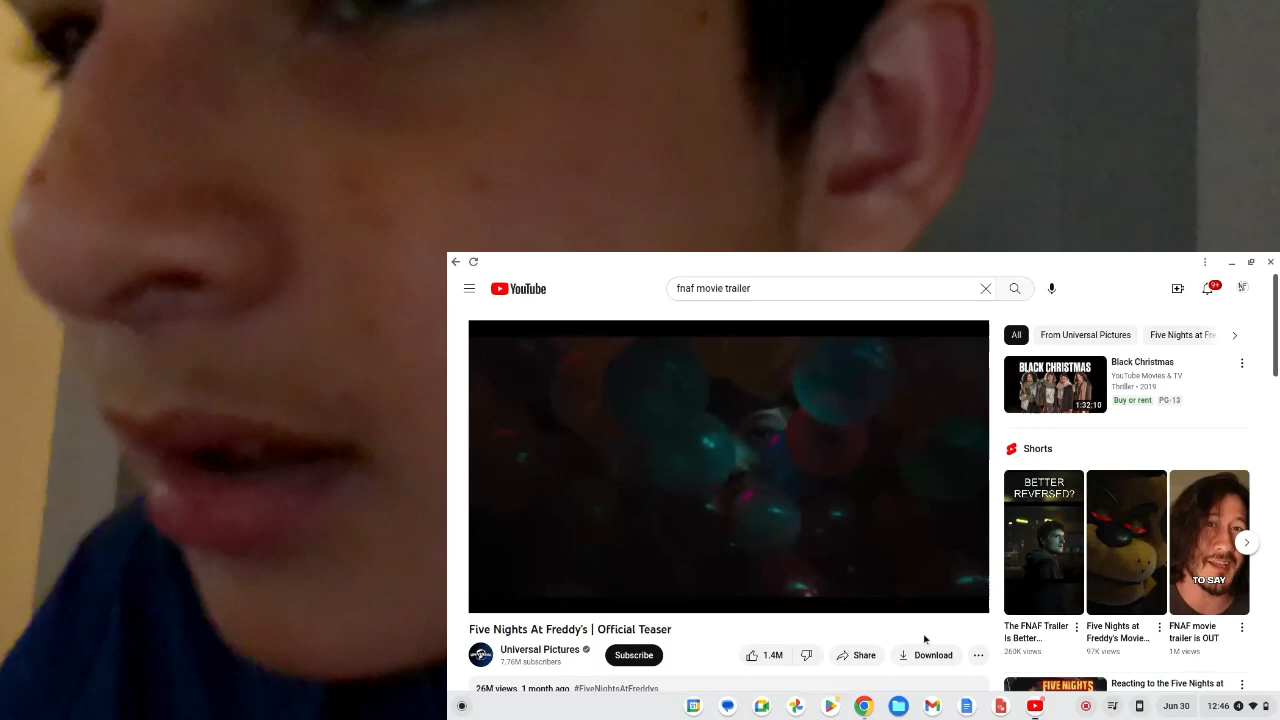 YouTube
fnaf movie trailer
9+
All
From Universal Pictures
Five Nights at Fre
BLACK CHRISTMAS
1:32:10
Black Christmas
YouTube Movies & TV
Thriller • 2019
Buy or rent
PG-13
Shorts
BETTER
REVERSED?
TO SAY
The FNAF Trailer
Is Better...
260K views
Five Nights at
Freddy's Movie...
97K views
FNAF movie
trailer is OUT
1M views
Five Nights At Freddy's | Official Teaser
Universal Pictures
7.76M subscribers
Subscribe
1.4M
Share
Download
26M views 1 month ago #FiveNightsAtFreddys
FIVE NIGHTS
Reacting to the Five Nights at
Jun 30
12:46